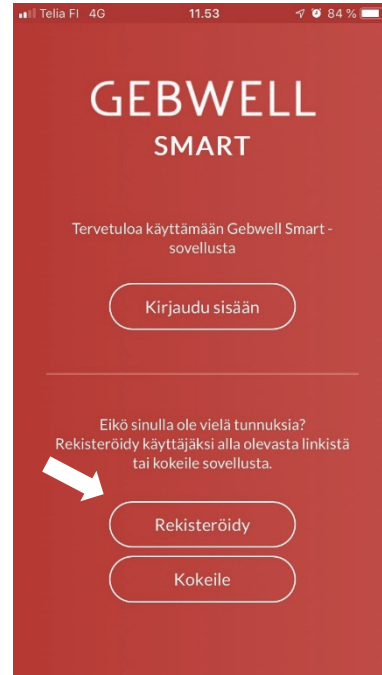 Telia FI 4G 11.53 84 %
GEBWELL
SMART
Tervetuloa käyttämään Gebwell Smart -
sovellusta
Kirjaudu sisään
Eikö sinulla ole vielä tunnuksia?
Rekisteröidy käyttäjäksi alla olevasta linkistä
tai kokeile sovellusta.
Rekisteröidy
Kokeile